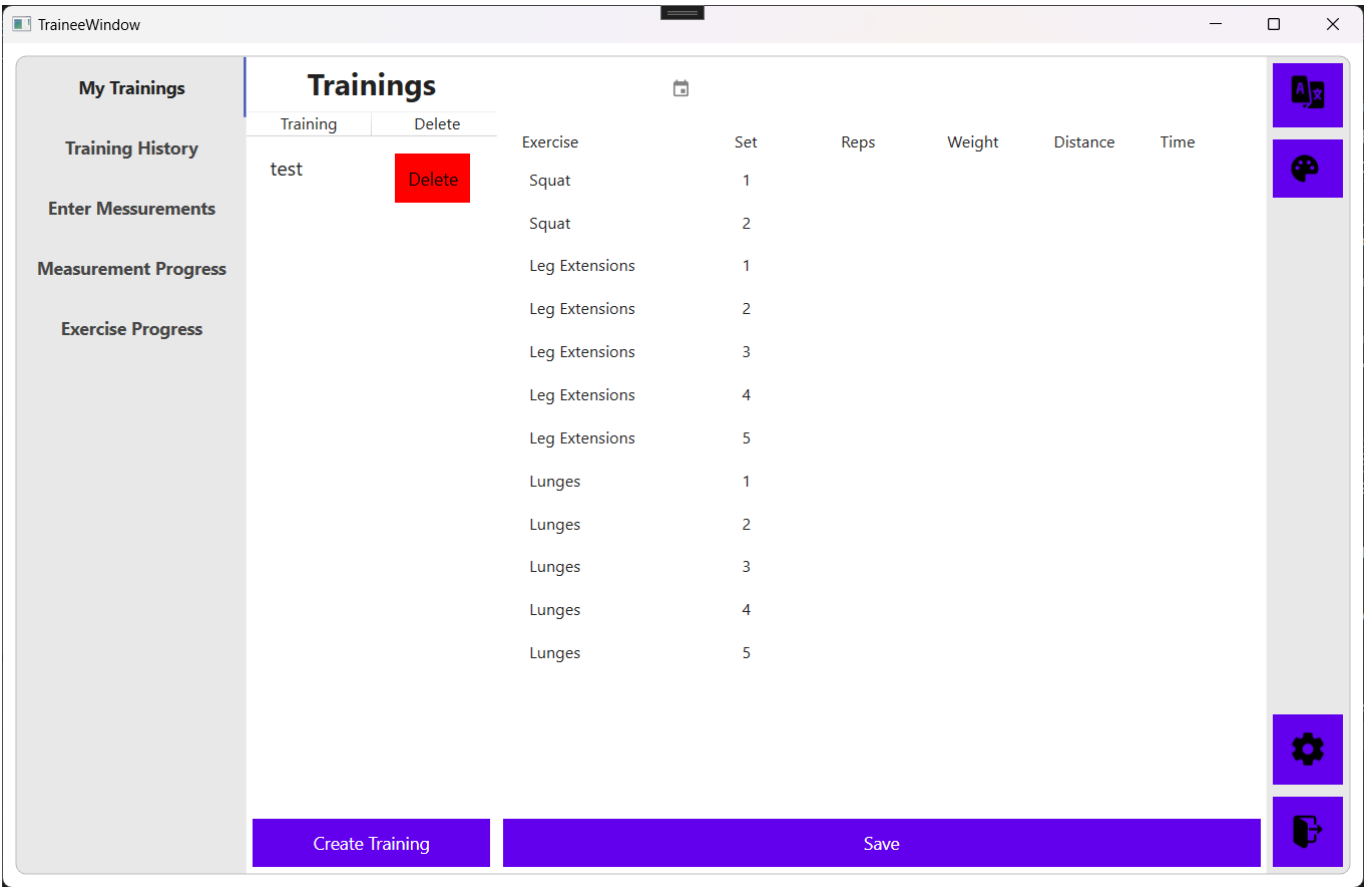 TraineeWindow
My Trainings
Training History
Enter Messurements
Measurement Progress
Exercise Progress
Trainings
Training Delete
test Delete
Create Training
Exercise Set Reps Weight Distance Time
Squat 1
Squat 2
Leg Extensions 1
Leg Extensions 2
Leg Extensions 3
Leg Extensions 4
Leg Extensions 5
Lunges 1
Lunges 2
Lunges 3
Lunges 4
Lunges 5
Save